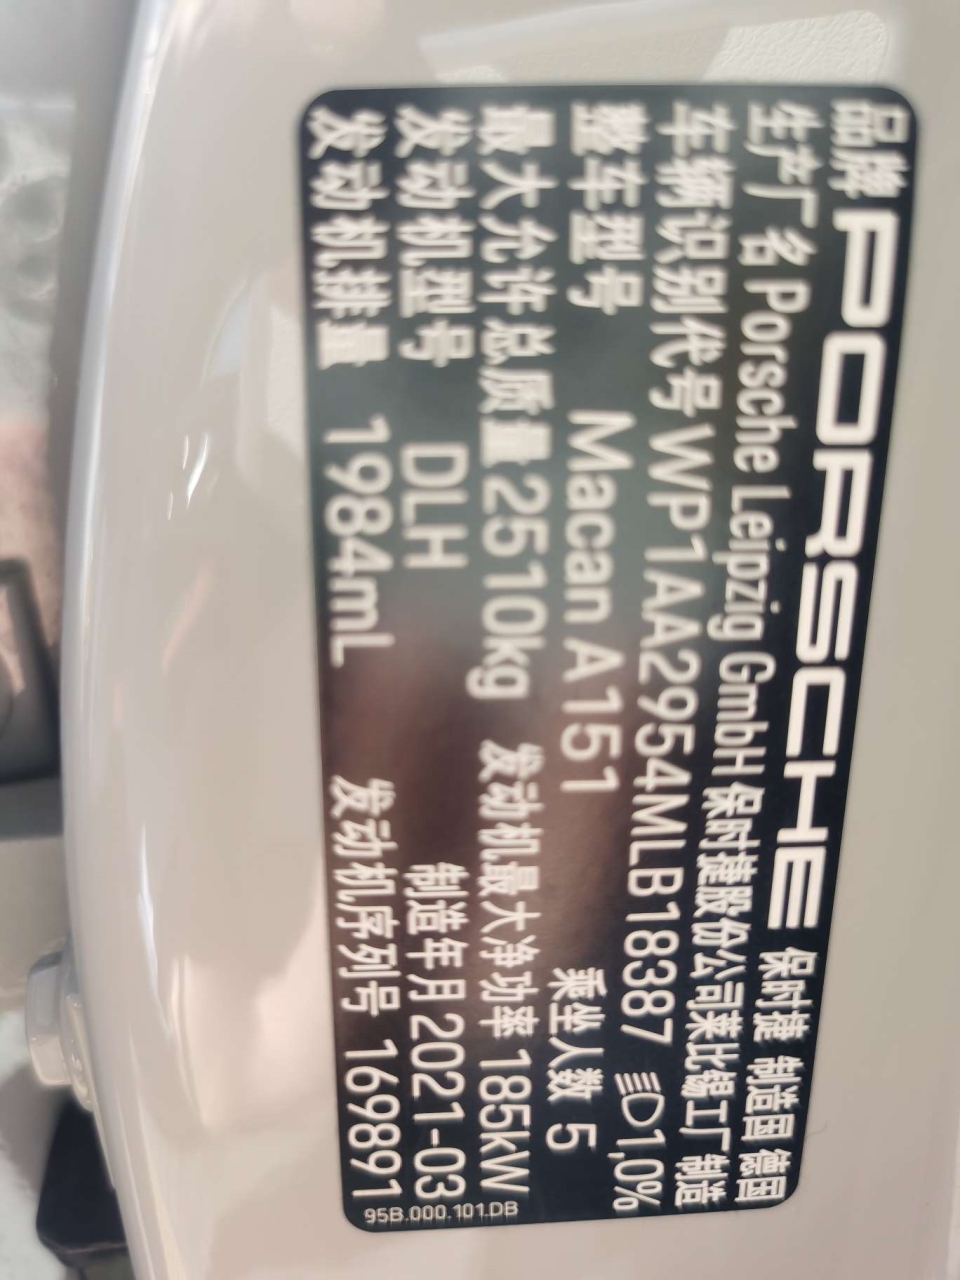 品牌 PORSCHE 保时捷 制造国 德国
生产厂名 Porsche Leipzig GmbH 保时捷股份公司莱比锡工厂制造
车辆识别代号 WP1AA2954MLB18387 1,0%
整车型号 Macan A151 乘坐人数 5
最大允许总质量 2510kg 发动机最大净功率 185kW
发动机型号 DLH 制造年月 2021-03
发动机排量 1984mL 发动机序列号 169891
95B.000.101.DB